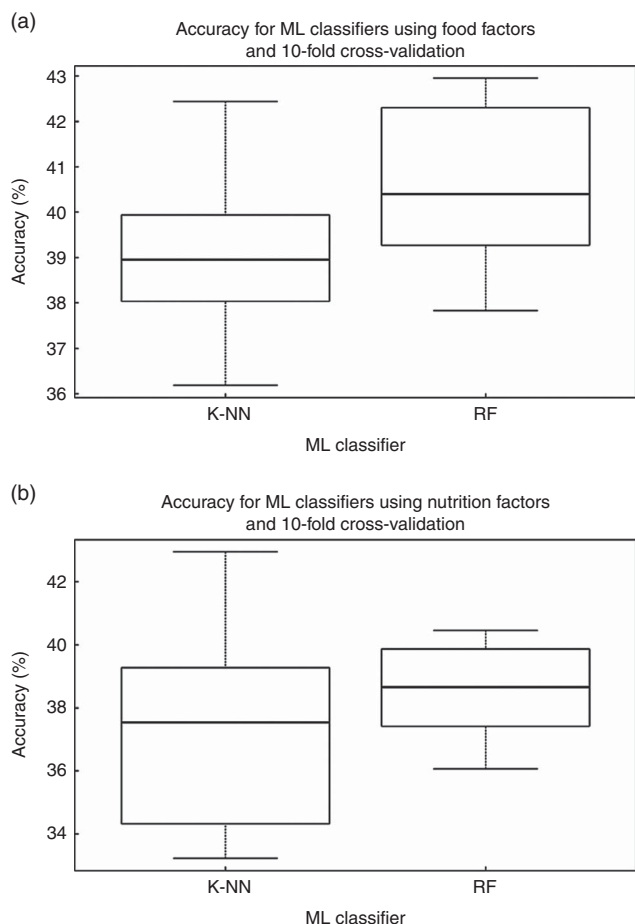 (a)
Accuracy for ML classifiers using food factors
and 10-fold cross-validation
43
42
41
40
39
38
37
36
Accuracy (%)
K-NN RF
ML classifier
(b)
Accuracy for ML classifiers using nutrition factors
and 10-fold cross-validation
42
40
38
36
34
Accuracy (%)
K-NN RF
ML classifier